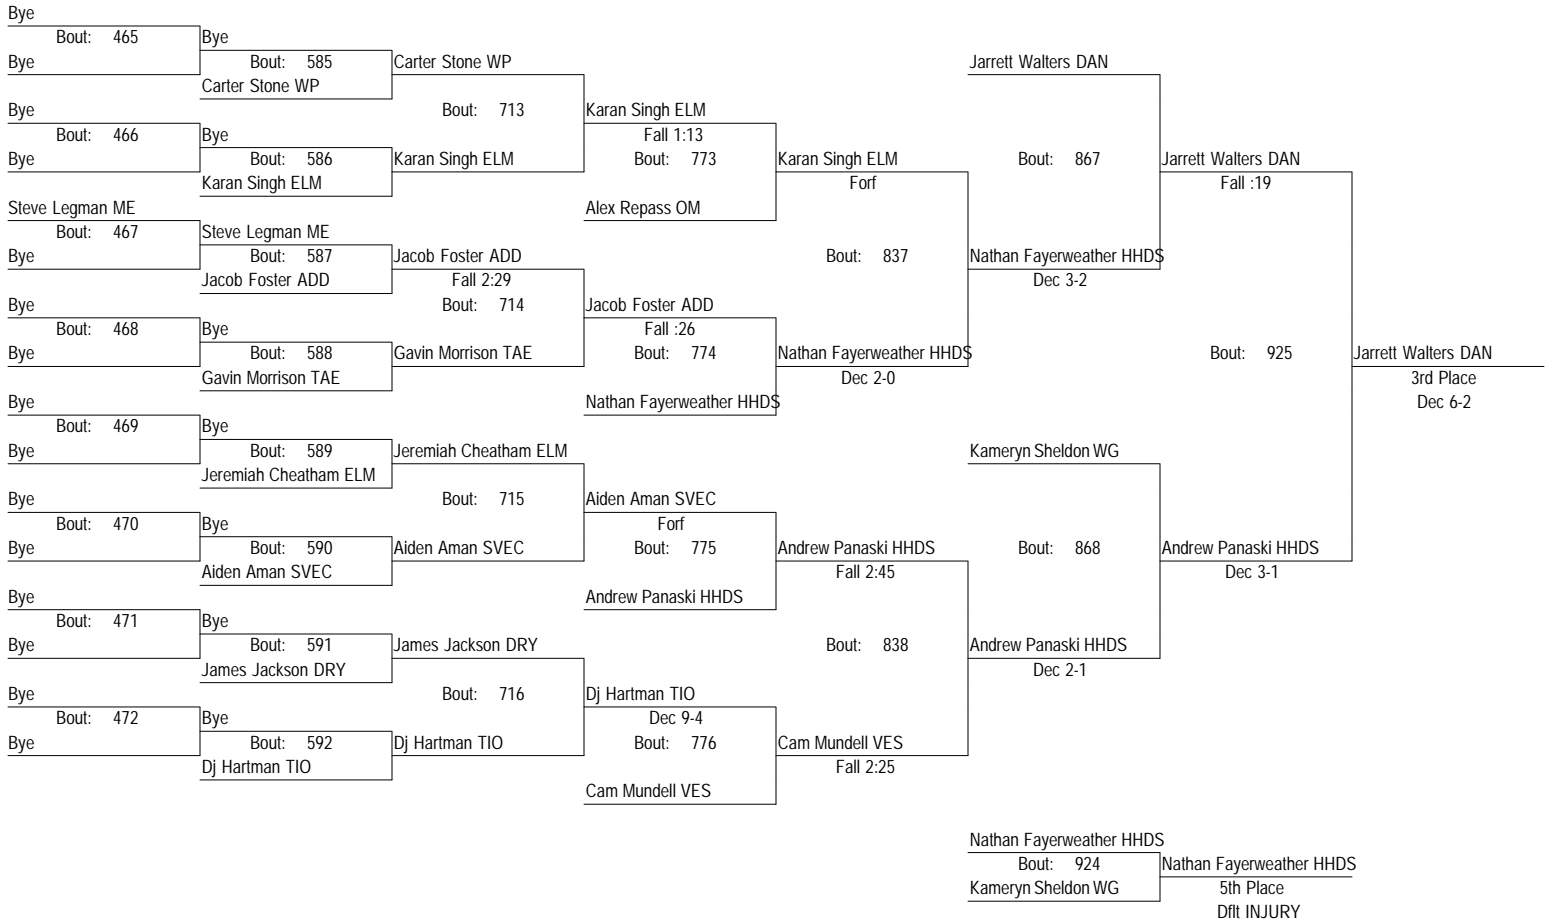 Bye
Bout: 465
Bye
Bye
Bout: 585
Carter Stone WP
Carter Stone WP
Bout: 713
Bye
Bout: 466
Bye
Bye
Bout: 586
Karan Singh ELM
Karan Singh ELM
Karan Singh ELM
Fall 1:13
Bout: 773
Alex Repass OM
Karan Singh ELM
Forf
Bout: 837
Steve Legman ME
Bout: 467
Bye
Steve Legman ME
Bout: 587
Jacob Foster ADD
Jacob Foster ADD
Fall 2:29
Bout: 714
Bye
Bout: 468
Bye
Bye
Bout: 588
Gavin Morrison TAE
Gavin Morrison TAE
Jacob Foster ADD
Fall :26
Bout: 774
Nathan Fayerweather HHDS
Nathan Fayerweather HHDS
Dec 2-0
Jarrett Walters DAN
Bout: 867
Nathan Fayerweather HHDS
Dec 3-2
Jarrett Walters DAN
Fall :19
Bout: 925
Jarrett Walters DAN
3rd Place
Dec 6-2
Bye
Bout: 469
Bye
Bye
Bout: 589
Jeremiah Cheatham ELM
Jeremiah Cheatham ELM
Bout: 715
Bye
Bout: 470
Bye
Bye
Bout: 590
Aiden Aman SVEC
Aiden Aman SVEC
Aiden Aman SVEC
Forf
Bout: 775
Andrew Panaski HHDS
Andrew Panaski HHDS
Fall 2:45
Bout: 838
Bye
Bout: 471
Bye
Bye
Bout: 591
James Jackson DRY
James Jackson DRY
Bout: 716
Bye
Bout: 472
Bye
Bye
Bout: 592
Dj Hartman TIO
Dj Hartman TIO
Dj Hartman TIO
Dec 9-4
Bout: 776
Cam Mundell VES
Cam Mundell VES
Fall 2:25
Kameryn Sheldon WG
Bout: 868
Andrew Panaski HHDS
Dec 2-1
Andrew Panaski HHDS
Dec 3-1
Nathan Fayerweather HHDS
Bout: 924
Kameryn Sheldon WG
Nathan Fayerweather HHDS
5th Place
Dflt INJURY